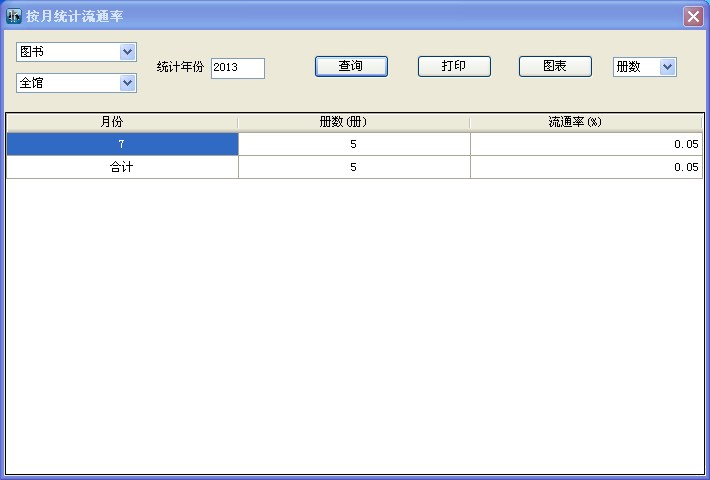 按月统计流通率
图书
全馆
统计年份 2013 查询 打印 图表 册数
月份 册数(册) 流通率(%)
7 5 0.05
合计 5 0.05